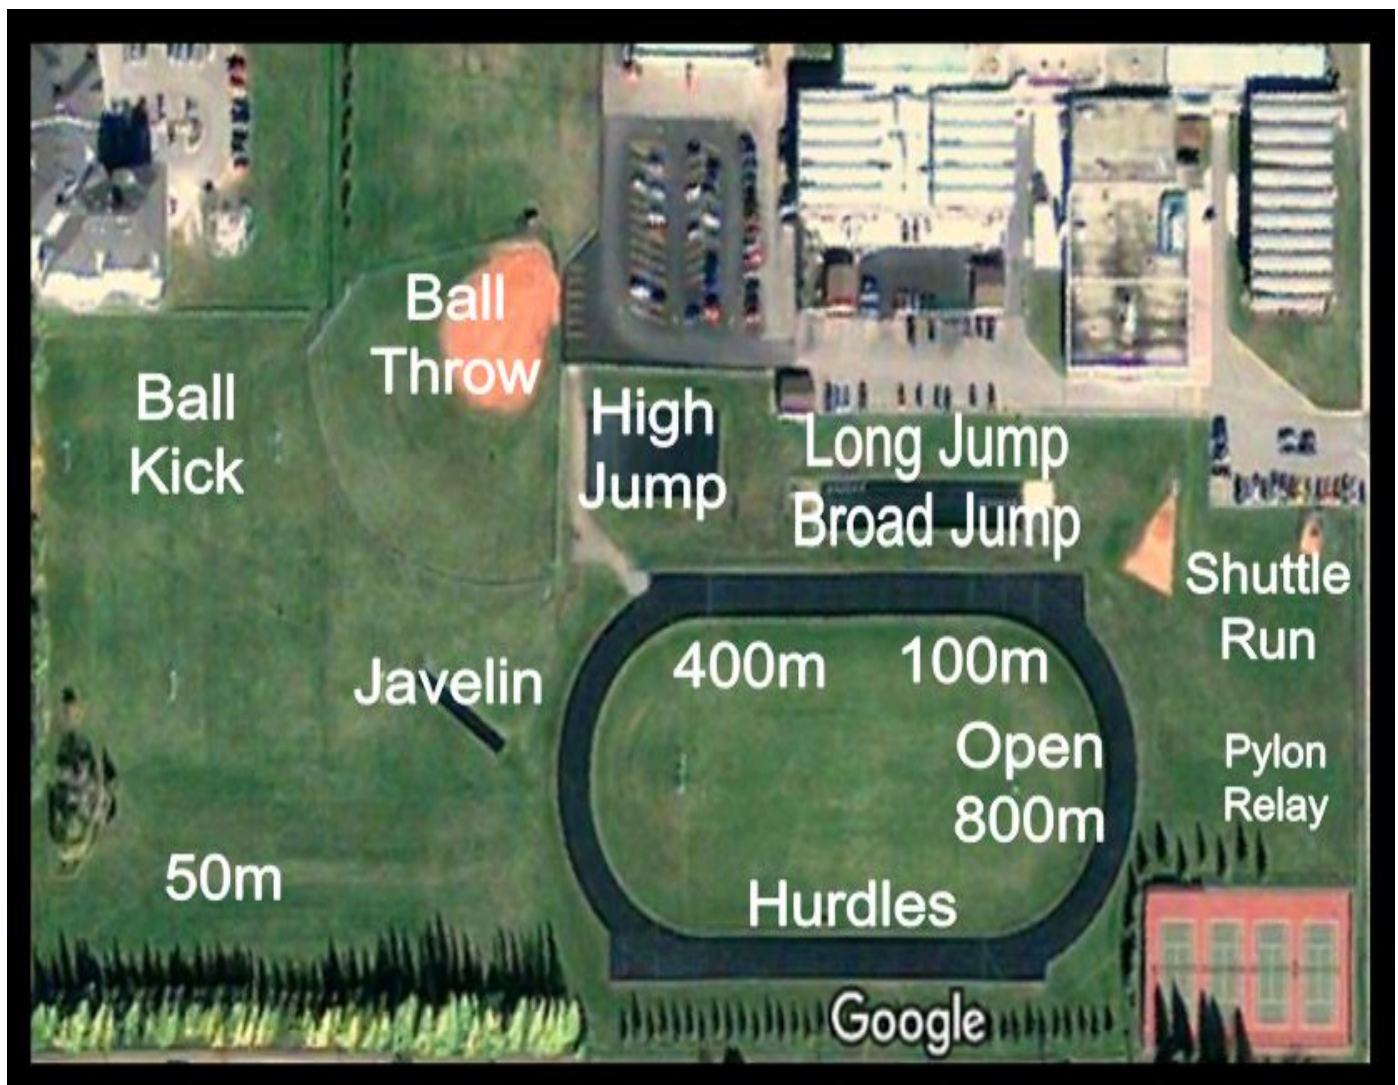 Ball
Throw
Ball
Kick
High
Jump
Long Jump
Broad Jump
Shuttle
Run
Javelin
400m
100m
Open
800m
Pylon
Relay
50m
Hurdles
Google